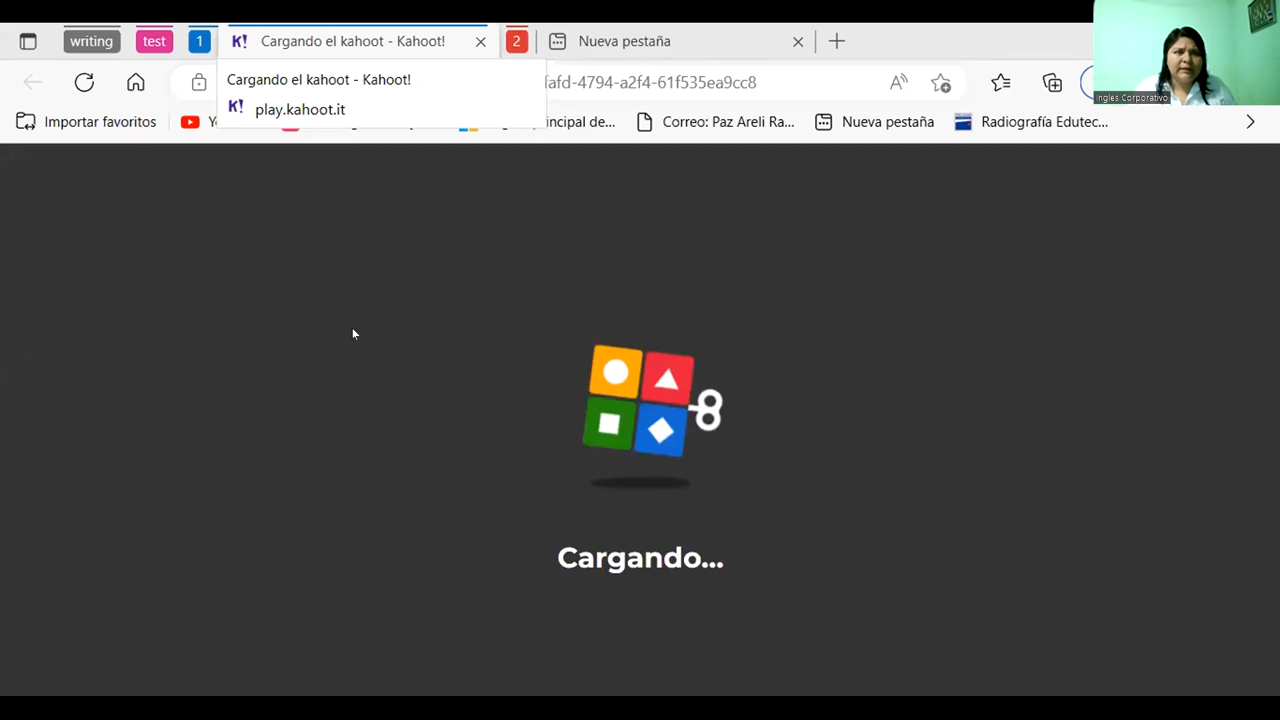 writing
test
1
K! Cargando el kahoot - Kahoot!
2
Nueva pestaña
Cargando el kahoot - Kahoot!
K! play.kahoot.it
afd-4794-a2f4-61f535ea9cc8
Importar favoritos
incipal de...
Correo: Paz Areli Ra...
Nueva pestaña
Radiografía Edutec...
Ingles Corporativo
Cargando...